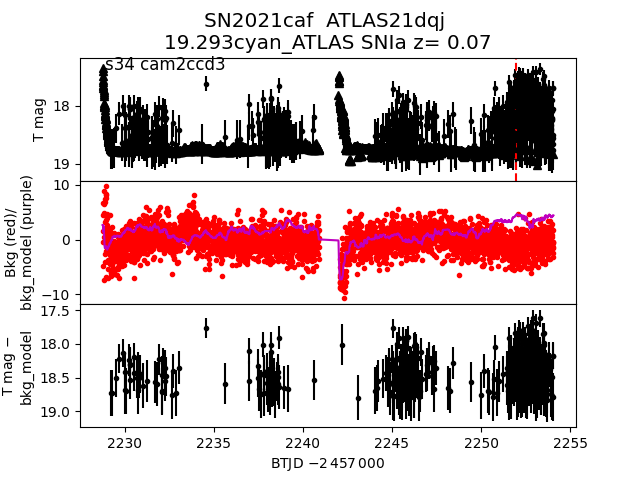 SN2021caf  ATLAS21dqj
19.293cyan_ATLAS SNIa z= 0.07
s34 cam2ccd3
T mag
18
19
Bkg (red)/
bkg_model (purple)
10
0
−10
T mag −
bkg_model
17.5
18.0
18.5
19.0
2230 2235 2240 2245 2250 2255
BTJD −2 457 000